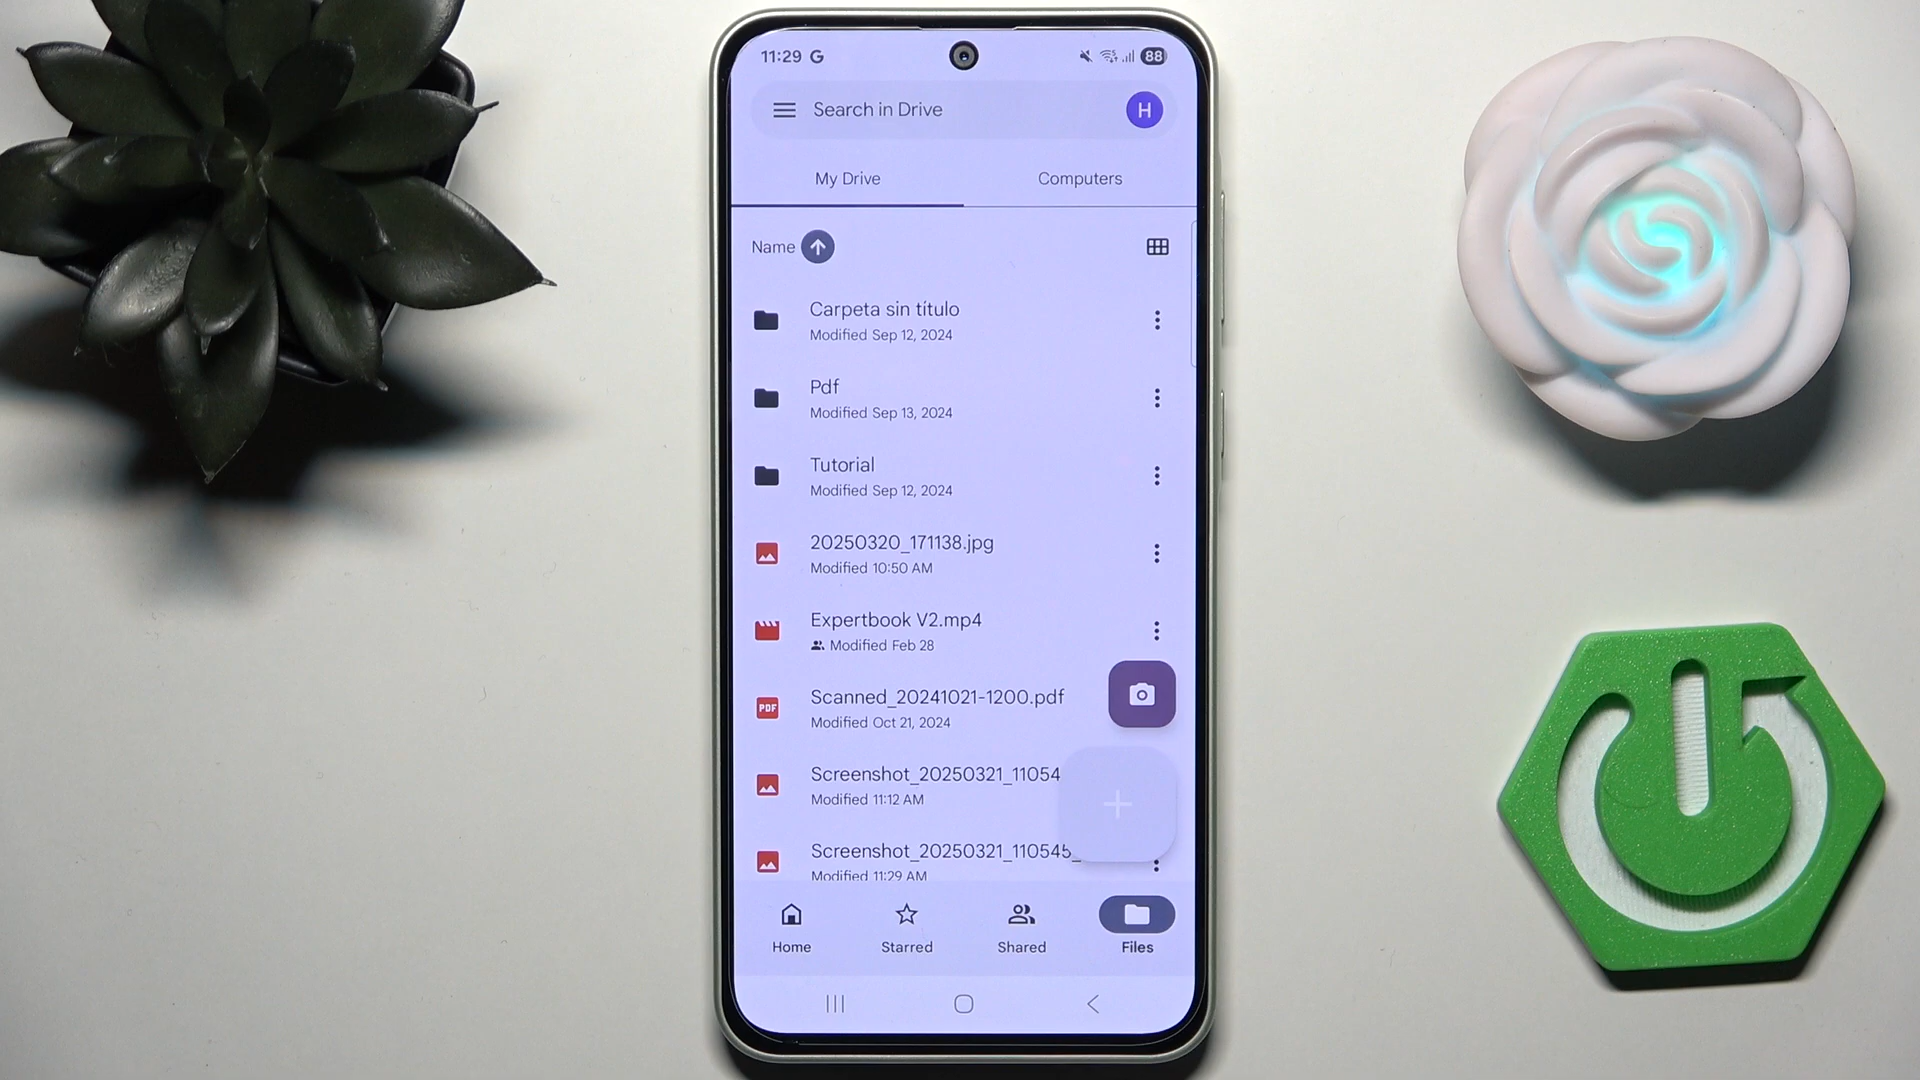 11:29 G 88
Search in Drive H
My Drive Computers
Name
Carpeta sin título
Modified Sep 12, 2024
Pdf
Modified Sep 13, 2024
Tutorial
Modified Sep 12, 2024
20250320_171138.jpg
Modified 10:50 AM
Expertbook V2.mp4
Modified Feb 28
PDF Scanned_20241021-1200.pdf
Modified Oct 21, 2024
Screenshot_20250321_11054
Modified 11:12 AM
Screenshot_20250321_110545_
Modified 11:29 AM
Home Starred Shared Files